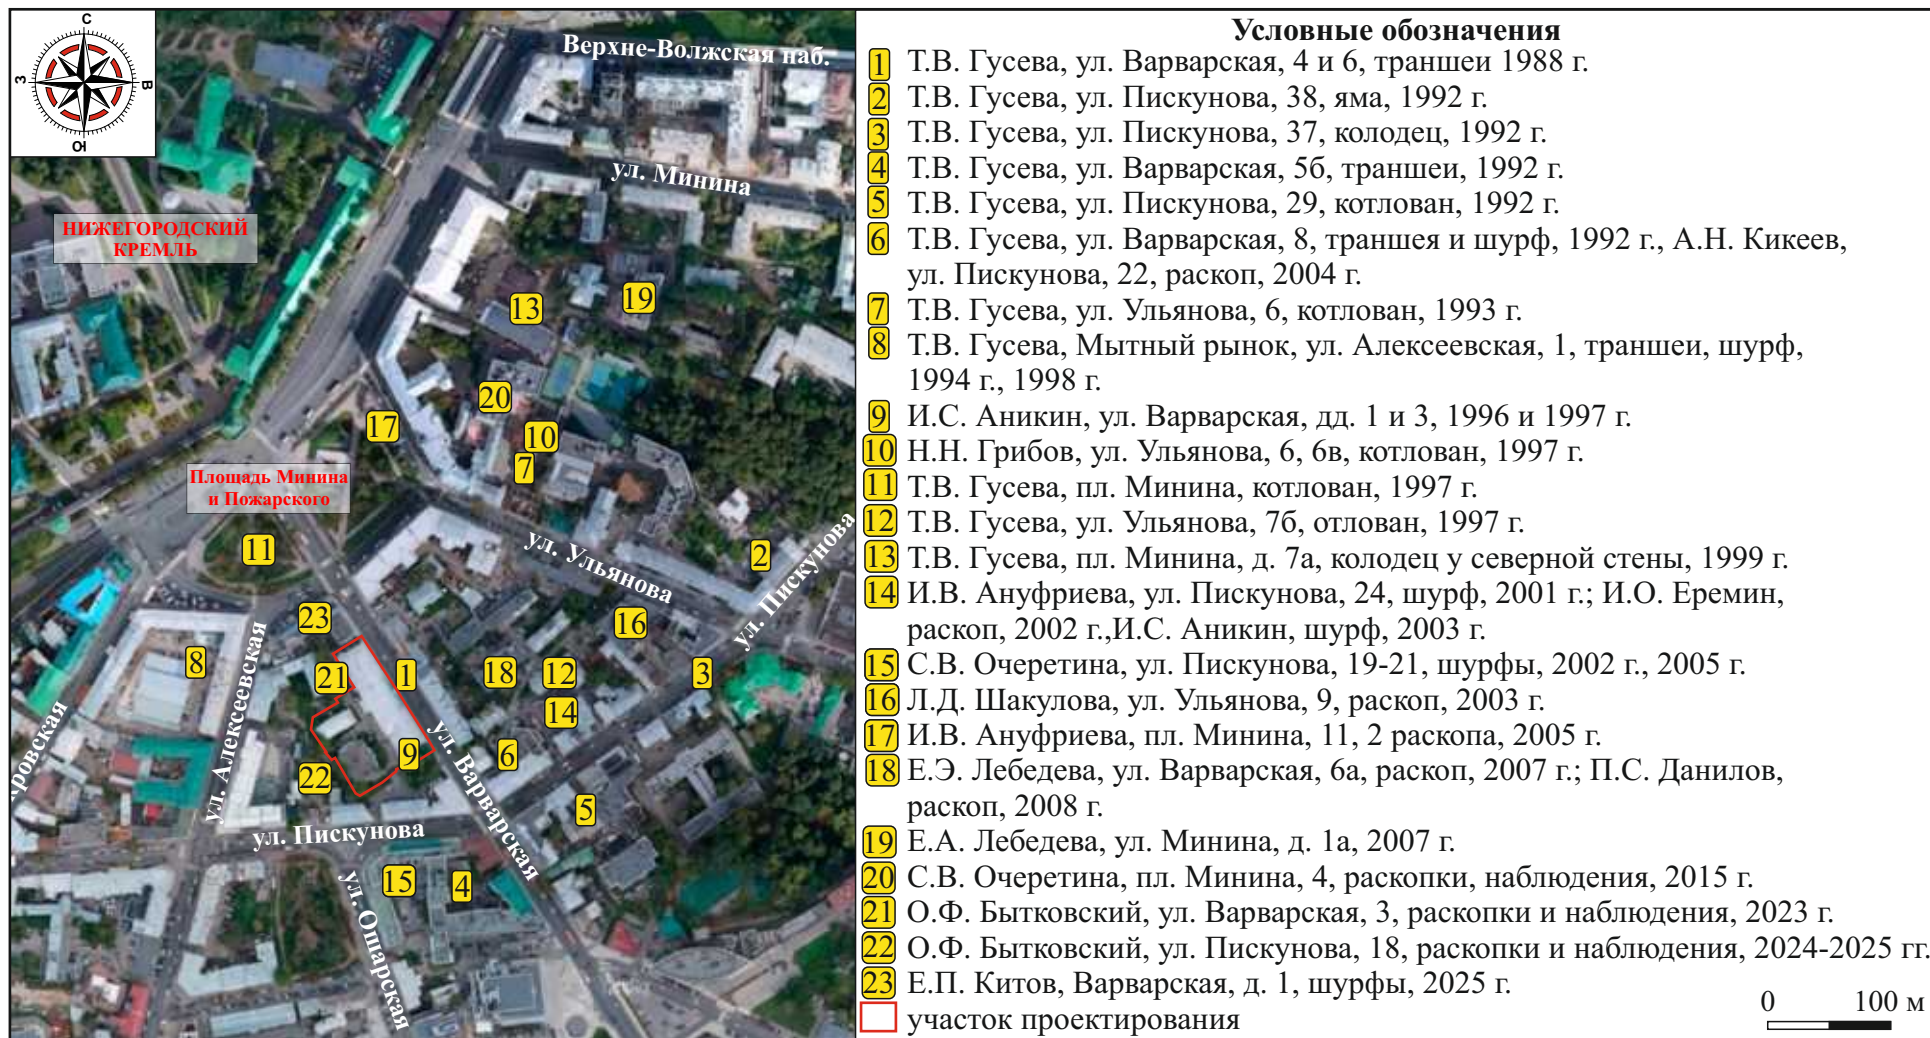 С
З
В
Ю
Верхне-Волжская наб.
ул. Минина
НИЖЕГОРОДСКИЙ
КРЕМЛЬ
13
19
20
17
10
7
Площадь Минина
и Пожарского
11
ул. Ульянова
2
ул. Пискунова
23
16
8
ул. Алексеевская
21
1
18
12
3
14
9
6
ул. Варварская
кровская
22
5
ул. Пискунова
15
4
ул. Ошарская
Условные обозначения
1 Т.В. Гусева, ул. Варварская, 4 и 6, траншеи 1988 г.
2 Т.В. Гусева, ул. Пискунова, 38, яма, 1992 г.
3 Т.В. Гусева, ул. Пискунова, 37, колодец, 1992 г.
4 Т.В. Гусева, ул. Варварская, 5б, траншеи, 1992 г.
5 Т.В. Гусева, ул. Пискунова, 29, котлован, 1992 г.
6 Т.В. Гусева, ул. Варварская, 8, траншея и шурф, 1992 г., А.Н. Кикеев,
ул. Пискунова, 22, раскоп, 2004 г.
7 Т.В. Гусева, ул. Ульянова, 6, котлован, 1993 г.
8 Т.В. Гусева, Мытный рынок, ул. Алексеевская, 1, траншеи, шурф,
1994 г., 1998 г.
9 И.С. Аникин, ул. Варварская, дд. 1 и 3, 1996 и 1997 г.
10 Н.Н. Грибов, ул. Ульянова, 6, 6в, котлован, 1997 г.
11 Т.В. Гусева, пл. Минина, котлован, 1997 г.
12 Т.В. Гусева, ул. Ульянова, 7б, отлован, 1997 г.
13 Т.В. Гусева, пл. Минина, д. 7а, колодец у северной стены, 1999 г.
14 И.В. Ануфриева, ул. Пискунова, 24, шурф, 2001 г.; И.О. Еремин,
раскоп, 2002 г.,И.С. Аникин, шурф, 2003 г.
15 С.В. Очеретина, ул. Пискунова, 19-21, шурфы, 2002 г., 2005 г.
16 Л.Д. Шакулова, ул. Ульянова, 9, раскоп, 2003 г.
17 И.В. Ануфриева, пл. Минина, 11, 2 раскопа, 2005 г.
18 Е.Э. Лебедева, ул. Варварская, 6а, раскоп, 2007 г.; П.С. Данилов,
раскоп, 2008 г.
19 Е.А. Лебедева, ул. Минина, д. 1а, 2007 г.
20 С.В. Очеретина, пл. Минина, 4, раскопки, наблюдения, 2015 г.
21 О.Ф. Бытковский, ул. Варварская, 3, раскопки и наблюдения, 2023 г.
22 О.Ф. Бытковский, ул. Пискунова, 18, раскопки и наблюдения, 2024-2025 гг.
23 Е.П. Китов, Варварская, д. 1, шурфы, 2025 г.
участок проектирования
0 100 м